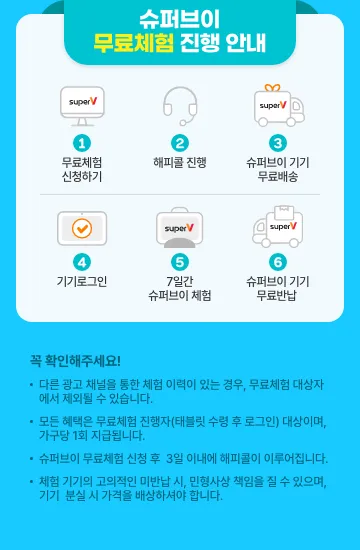 슈퍼브이
무료체험 진행 안내
superV
superV
1
2
3
무료체험
신청하기
해피콜 진행
슈퍼브이 기기
무료배송
superV
superV
4
5
6
기기로그인
7일간
슈퍼브이 체험
슈퍼브이 기기
무료반납
꼭 확인해주세요!
• 다른 광고 채널을 통한 체험 이력이 있는 경우, 무료체험 대상자
에서 제외될 수 있습니다.
• 모든 혜택은 무료체험 진행자(태블릿 수령 후 로그인) 대상이며,
가구당 1회 지급됩니다.
• 슈퍼브이 무료체험 신청 후 3일 이내에 해피콜이 이루어집니다.
• 체험 기기의 고의적인 미반납 시, 민형사상 책임을 질 수 있으며,
기기 분실 시 가격을 배상하셔야 합니다.